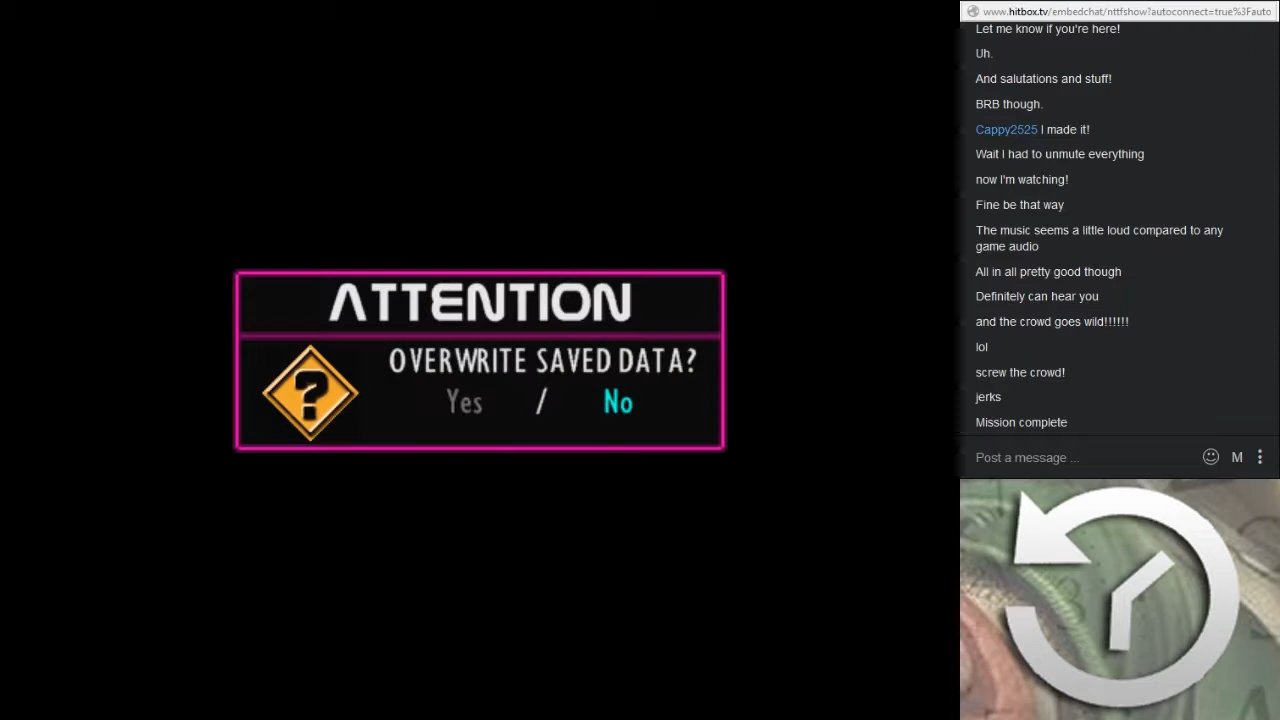 ATTENTION
OVERWRITE SAVED DATA?
Yes / No
www.hitbox.tv/embedchat/nttfshow?autoconnect=true%3Fauto
Let me know if you're here!
Uh.
And salutations and stuff!
BRB though.
Cappy2525 I made it!
Wait I had to unmute everything
now I'm watching!
Fine be that way
The music seems a little loud compared to any
game audio
All in all pretty good though
Definitely can hear you
and the crowd goes wild!!!!!!
lol
screw the crowd!
jerks
Mission complete
Post a message ...
M